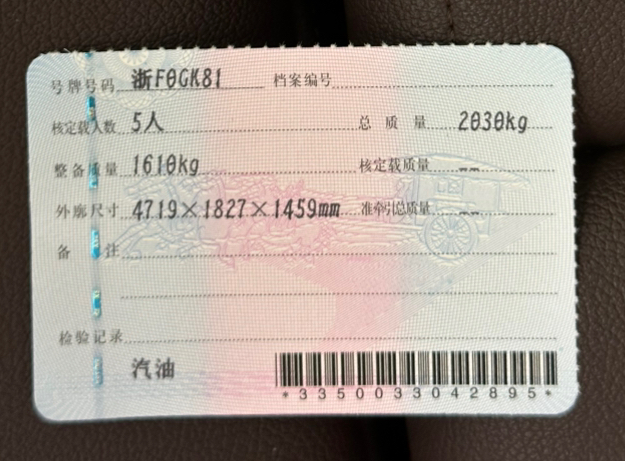 号牌号码 浙F0GK81 档案编号
核定载人数 5人 总质量 2030kg
整备质量 1610kg 核定载质量 --
外廓尺寸 4719×1827×1459mm 准牵引总质量 --
备注
检验记录
汽油
*3350033042895*